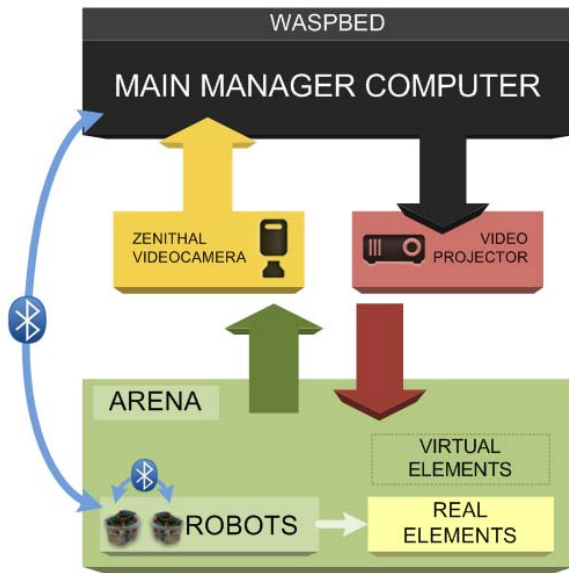 WASPBED
MAIN MANAGER COMPUTER
ZENITHAL
VIDEOCAMERA
VIDEO
PROJECTOR
ARENA
VIRTUAL
ELEMENTS
ROBOTS
REAL
ELEMENTS